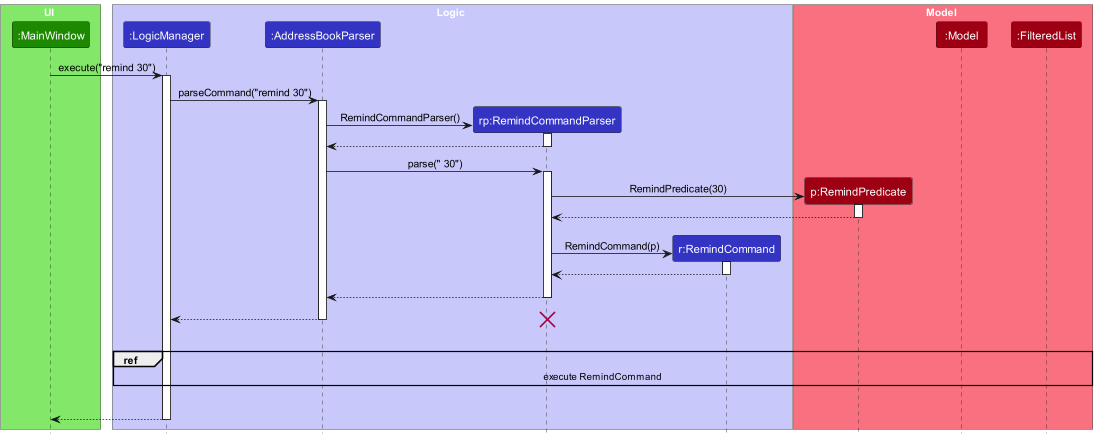 UI
Logic
Model
:MainWindow
:LogicManager
:AddressBookParser
:Model
:FilteredList
execute("remind 30")
parseCommand("remind 30")
RemindCommandParser()
rp:RemindCommandParser
parse(" 30")
RemindPredicate(30)
p:RemindPredicate
RemindCommand(p)
r:RemindCommand
ref
execute RemindCommand